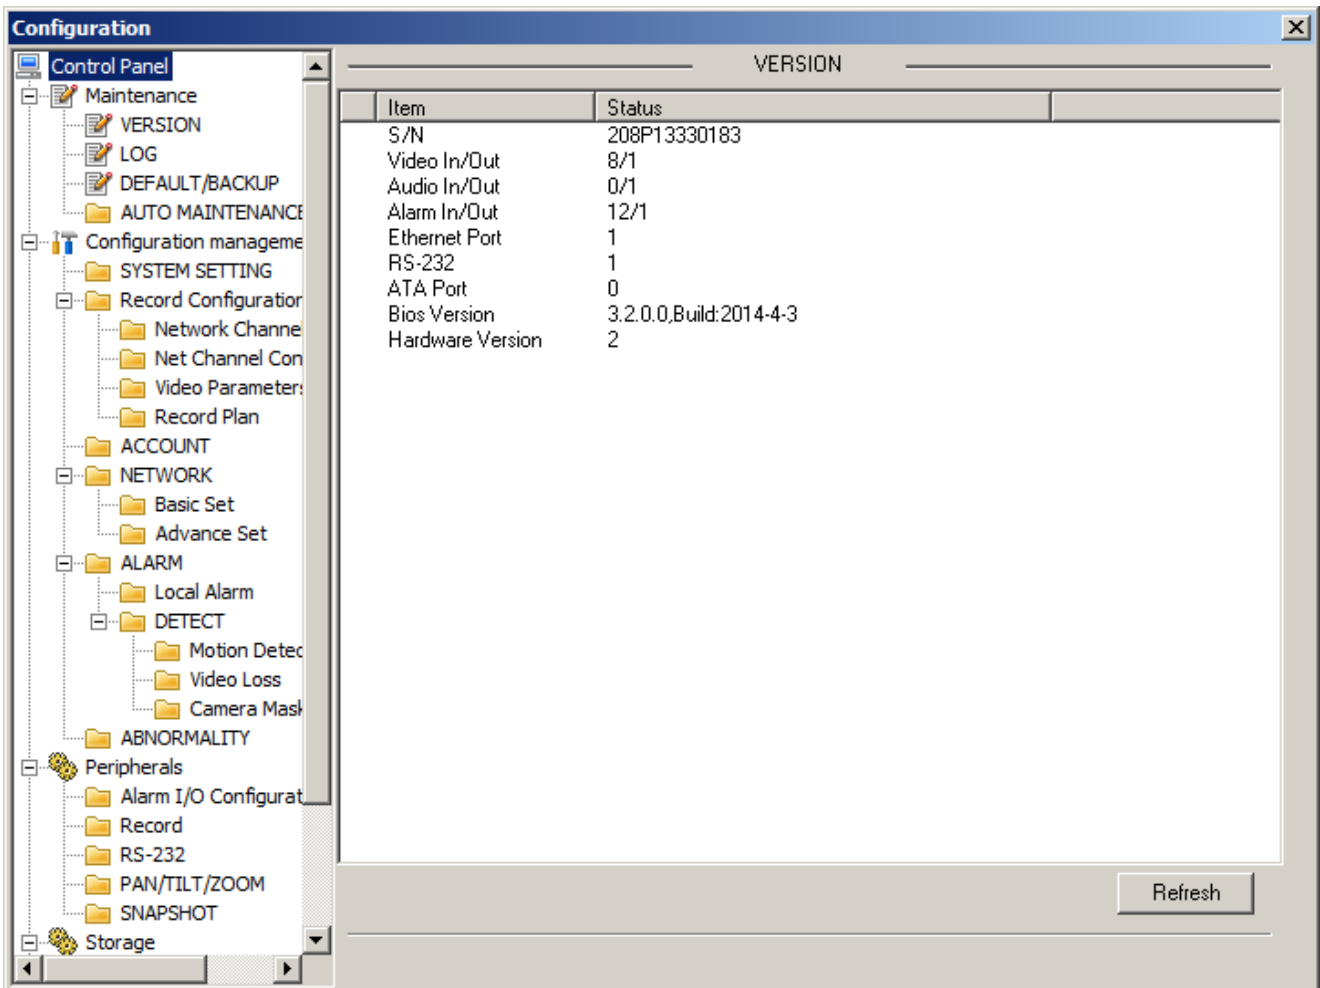 Configuration
Control Panel
Maintenance
VERSION
LOG
DEFAULT/BACKUP
AUTO MAINTENANCE
Configuration manageme
SYSTEM SETTING
Record Configuration
Network Channel
Net Channel Con
Video Parameters
Record Plan
ACCOUNT
NETWORK
Basic Set
Advance Set
ALARM
Local Alarm
DETECT
Motion Detec
Video Loss
Camera Mask
ABNORMALITY
Peripherals
Alarm I/O Configurat
Record
RS-232
PAN/TILT/ZOOM
SNAPSHOT
Storage
VERSION
Item Status
S/N 208P13330183
Video In/Out 8/1
Audio In/Out 0/1
Alarm In/Out 12/1
Ethernet Port 1
RS-232 1
ATA Port 0
Bios Version 3.2.0.0,Build:2014-4-3
Hardware Version 2
Refresh